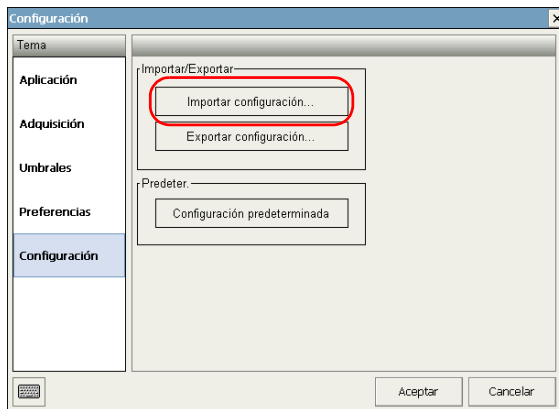 Configuración
Tema
Aplicación
Adquisición
Umbrales
Preferencias
Configuración
Importar/Exportar
Importar configuración...
Exportar configuración...
Predeter.
Configuración predeterminada
Aceptar
Cancelar